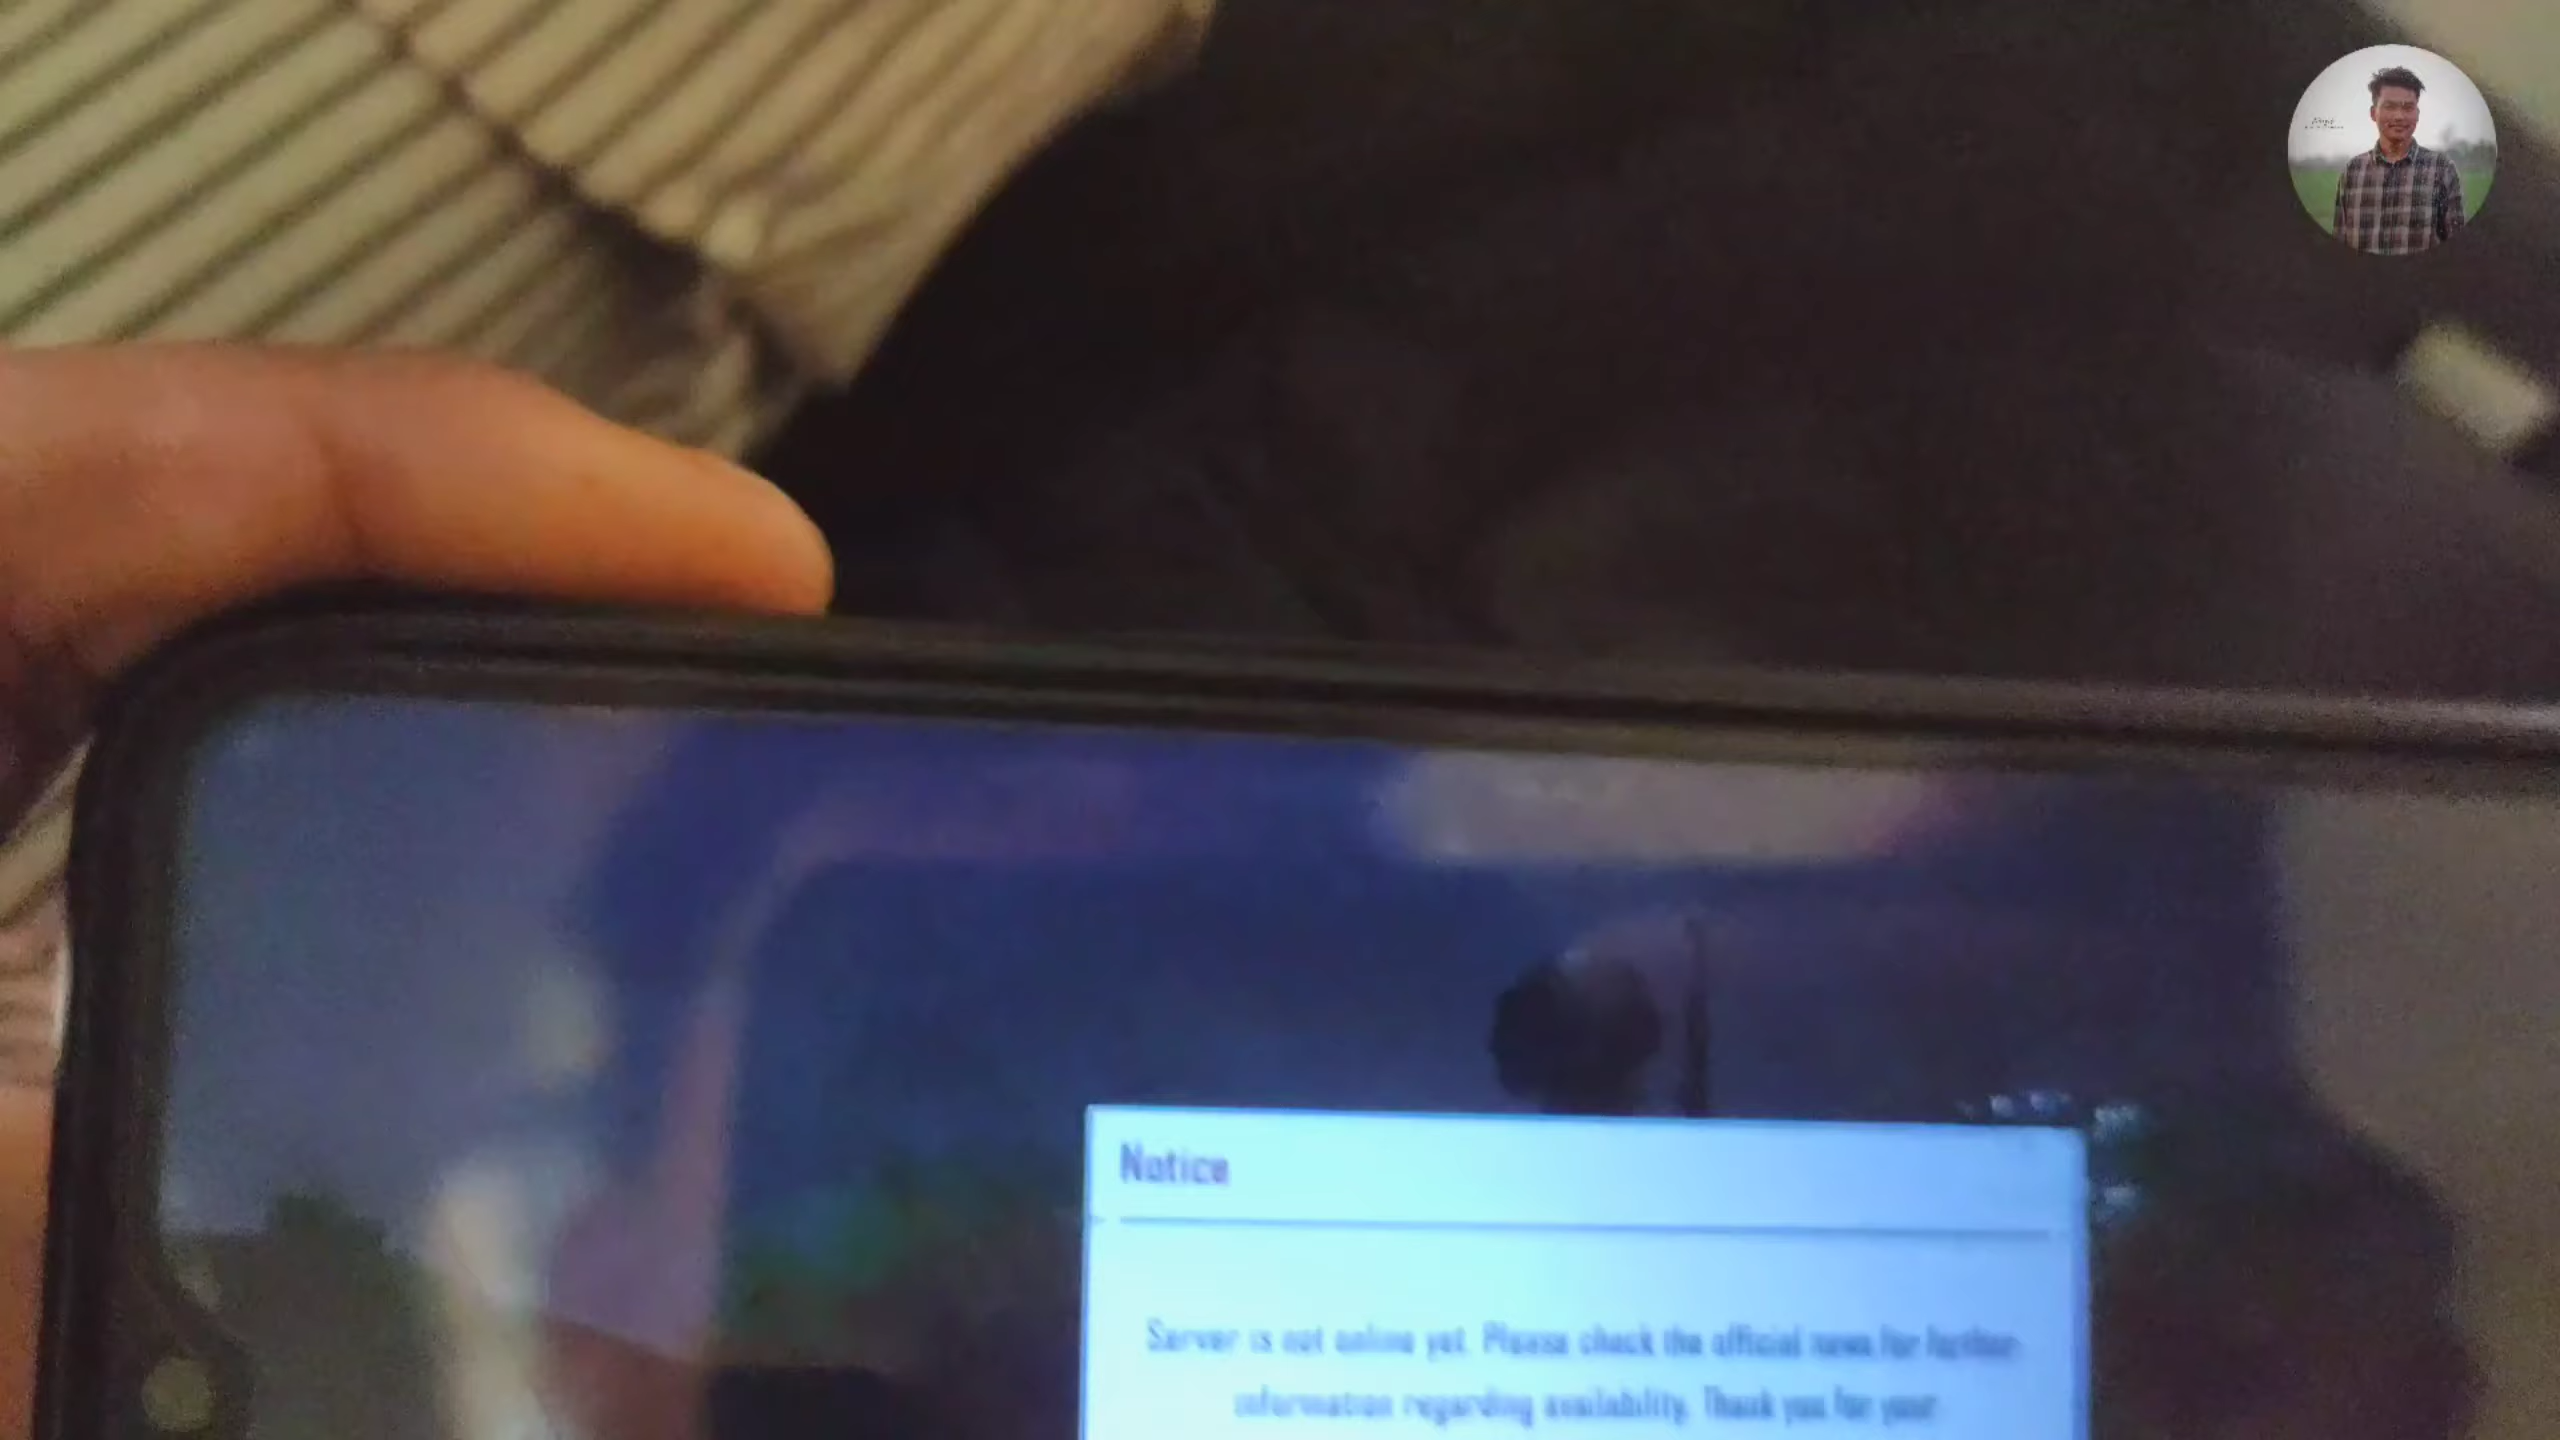 Notice
Server is not online yet. Please check the official news for further
information regarding availability. Thank you for your